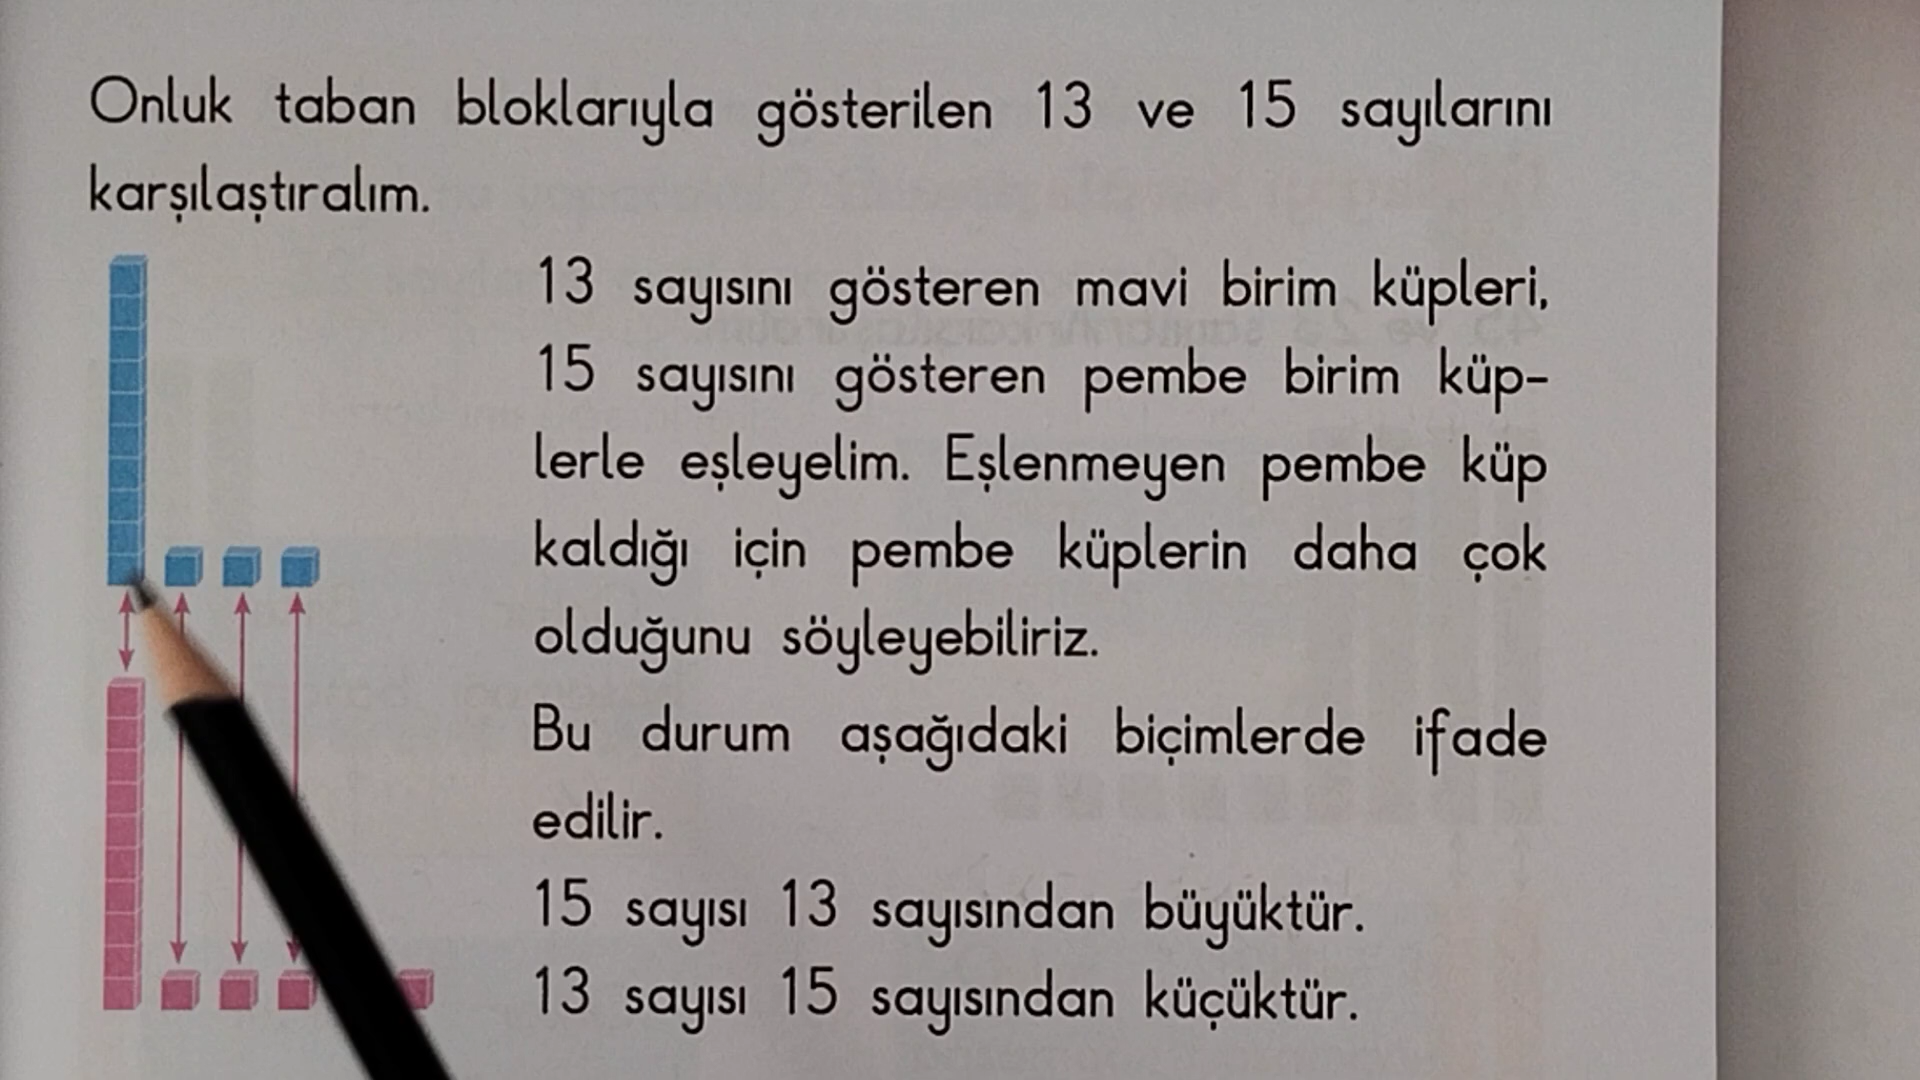 Onluk taban bloklarıyla gösterilen 13 ve 15 sayılarını
karşılaştıralım.
13 sayısını gösteren mavi birim küpleri,
15 sayısını gösteren pembe birim küp-
lerle eşleyelim. Eşlenmeyen pembe küp
kaldığı için pembe küplerin daha çok
olduğunu söyleyebiliriz.
Bu durum aşağıdaki biçimlerde ifade
edilir.
15 sayısı 13 sayısından büyüktür.
13 sayısı 15 sayısından küçüktür.